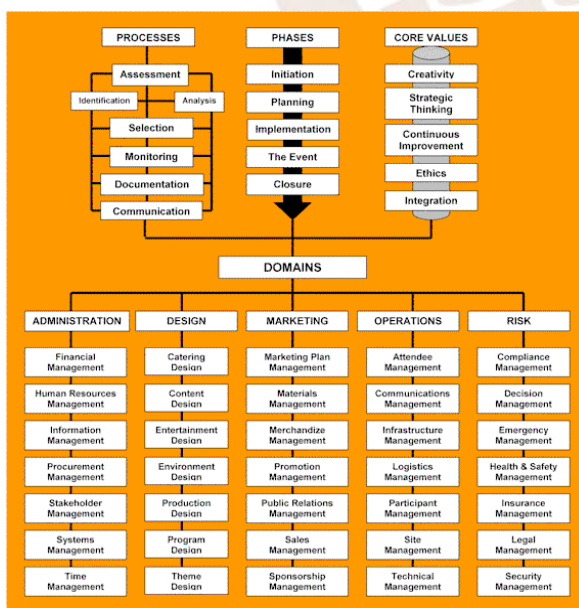 PROCESSES
PHASES
CORE VALUES
Assessment
Initiation
Creativity
Identification
Analysis
Planning
Strategic
Thinking
Selection
Implementation
Continuous
Improvement
Monitoring
The Event
Ethics
Documentation
Closure
Integration
Communication
DOMAINS
ADMINISTRATION
DESIGN
MARKETING
OPERATIONS
RISK
Financial
Management
Catering
Design
Marketing Plan
Management
Attendee
Management
Compliance
Management
Human Resources
Management
Content
Design
Materials
Management
Communications
Management
Decision
Management
Information
Management
Entertainment
Design
Merchandize
Management
Infrastructure
Management
Emergency
Management
Procurement
Management
Environment
Design
Promotion
Management
Logistics
Management
Health & Safety
Management
Stakeholder
Management
Production
Design
Public Relations
Management
Participant
Management
Insurance
Management
Systems
Management
Program
Design
Sales
Management
Site
Management
Legal
Management
Time
Management
Theme
Design
Sponsorship
Management
Technical
Management
Security
Management